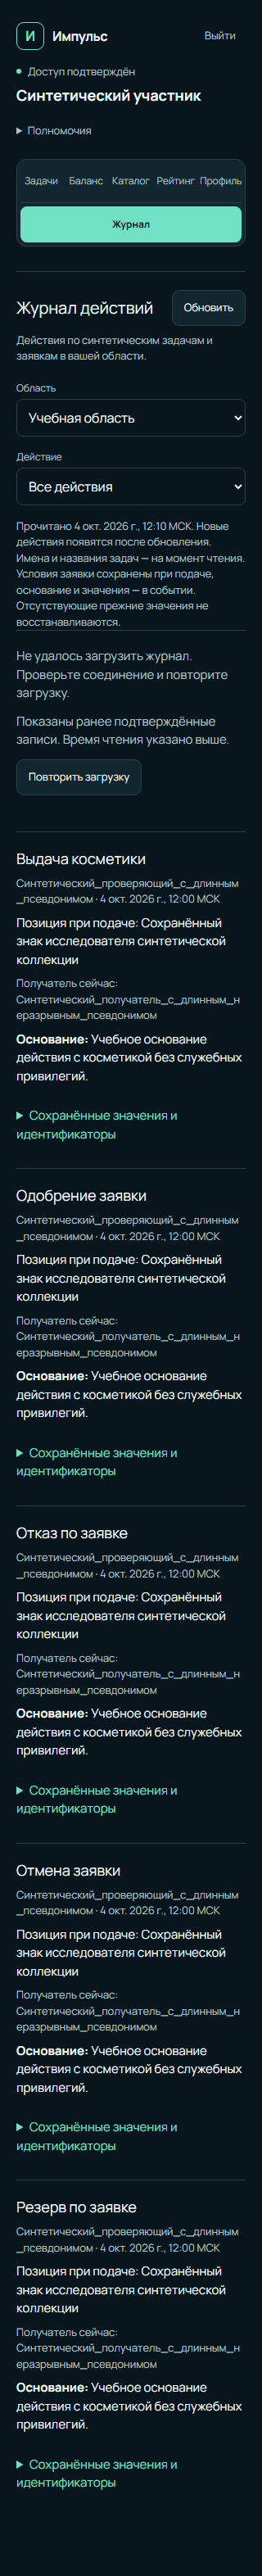 И Импульс Выйти
Доступ подтверждён
Синтетический участник
▶ Полномочия
Задачи Баланс Каталог Рейтинг Профиль
Журнал
Журнал действий Обновить
Действия по синтетическим задачам и
заявкам в вашей области.
Область
Учебная область
Действие
Все действия
Прочитано 4 окт. 2026 г., 12:10 МСК. Новые
действия появятся после обновления.
Имена и названия задач — на момент чтения.
Условия заявки сохранены при подаче,
основание и значения — в событии.
Отсутствующие прежние значения не
восстанавливаются.
Не удалось загрузить журнал.
Проверьте соединение и повторите
загрузку.
Показаны ранее подтверждённые
записи. Время чтения указано выше.
Повторить загрузку
Выдача косметики
Синтетический_проверяющий_с_длинным
_псевдонимом · 4 окт. 2026 г., 12:00 МСК
Позиция при подаче: Сохранённый
знак исследователя синтетической
коллекции
Получатель сейчас:
Синтетический_получатель_с_длинным_н
еразрывным_псевдонимом
Основание: Учебное основание
действия с косметикой без служебных
привилегий.
▶ Сохранённые значения и
идентификаторы
Одобрение заявки
Синтетический_проверяющий_с_длинным
_псевдонимом · 4 окт. 2026 г., 12:00 МСК
Позиция при подаче: Сохранённый
знак исследователя синтетической
коллекции
Получатель сейчас:
Синтетический_получатель_с_длинным_н
еразрывным_псевдонимом
Основание: Учебное основание
действия с косметикой без служебных
привилегий.
▶ Сохранённые значения и
идентификаторы
Отказ по заявке
Синтетический_проверяющий_с_длинным
_псевдонимом · 4 окт. 2026 г., 12:00 МСК
Позиция при подаче: Сохранённый
знак исследователя синтетической
коллекции
Получатель сейчас:
Синтетический_получатель_с_длинным_н
еразрывным_псевдонимом
Основание: Учебное основание
действия с косметикой без служебных
привилегий.
▶ Сохранённые значения и
идентификаторы
Отмена заявки
Синтетический_проверяющий_с_длинным
_псевдонимом · 4 окт. 2026 г., 12:00 МСК
Позиция при подаче: Сохранённый
знак исследователя синтетической
коллекции
Получатель сейчас:
Синтетический_получатель_с_длинным_н
еразрывным_псевдонимом
Основание: Учебное основание
действия с косметикой без служебных
привилегий.
▶ Сохранённые значения и
идентификаторы
Резерв по заявке
Синтетический_проверяющий_с_длинным
_псевдонимом · 4 окт. 2026 г., 12:00 МСК
Позиция при подаче: Сохранённый
знак исследователя синтетической
коллекции
Получатель сейчас:
Синтетический_получатель_с_длинным_н
еразрывным_псевдонимом
Основание: Учебное основание
действия с косметикой без служебных
привилегий.
▶ Сохранённые значения и
идентификаторы